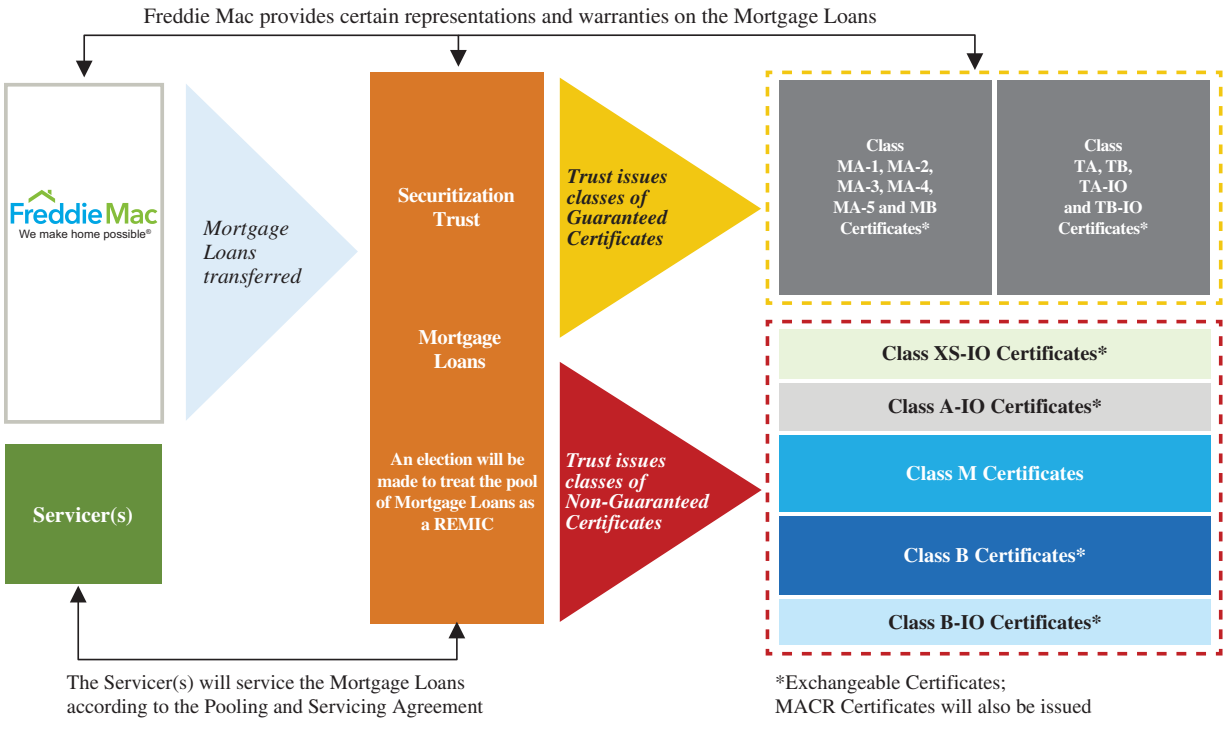 Freddie Mac provides certain representations and warranties on the Mortgage Loans
Freddie Mac
We make home possible®
Mortgage
Loans
transferred
Servicer(s)
Securitization
Trust
Mortgage
Loans
An election will be
made to treat the pool
of Mortgage Loans as
a REMIC
Trust issues
classes of
Guaranteed
Certificates
Trust issues
classes of
Non-Guaranteed
Certificates
Class
MA-1, MA-2,
MA-3, MA-4,
MA-5 and MB
Certificates*
Class
TA, TB,
TA-IO
and TB-IO
Certificates*
Class XS-IO Certificates*
Class A-IO Certificates*
Class M Certificates
Class B Certificates*
Class B-IO Certificates*
The Servicer(s) will service the Mortgage Loans
according to the Pooling and Servicing Agreement
*Exchangeable Certificates;
MACR Certificates will also be issued